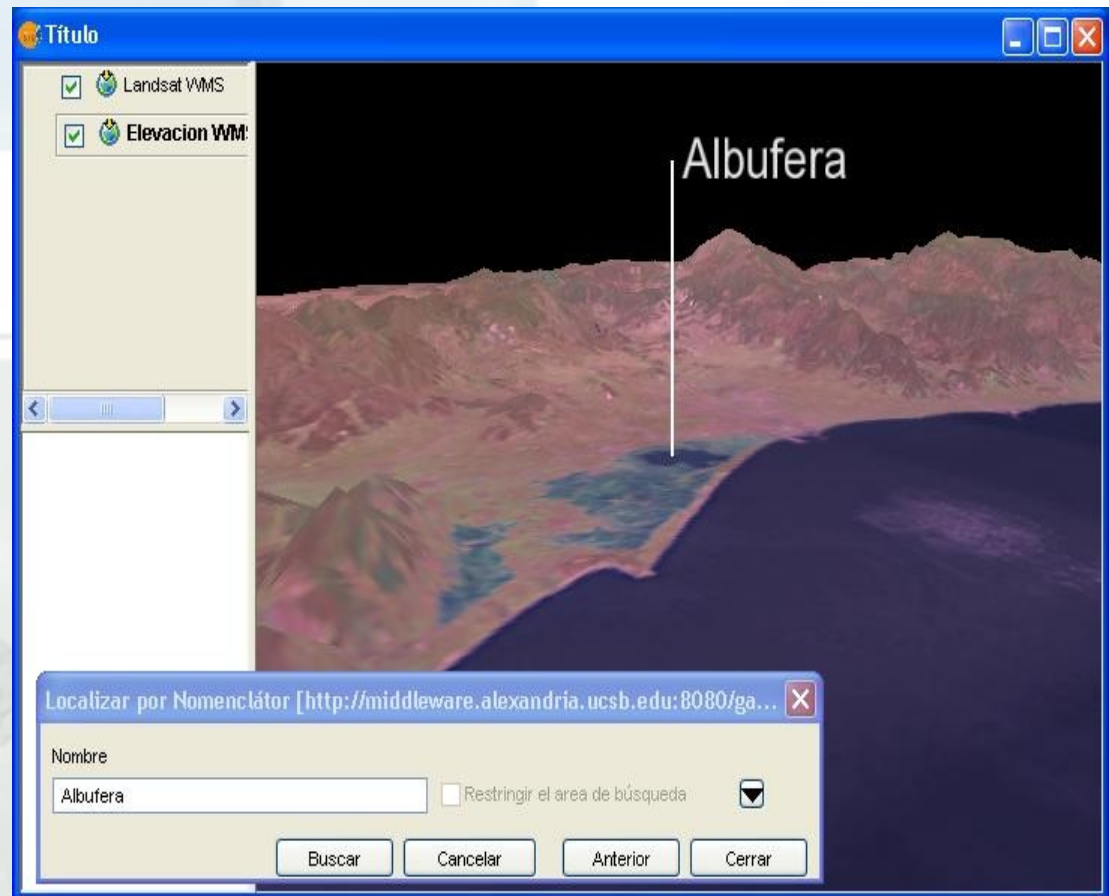 Título
Landsat WMS
Elevacion WM
Albufera
Localizar por Nomenclátor [http://middleware.alexandria.ucsb.edu:8080/ga...
Nombre
Albufera
Restringir el area de búsqueda
Buscar
Cancelar
Anterior
Cerrar